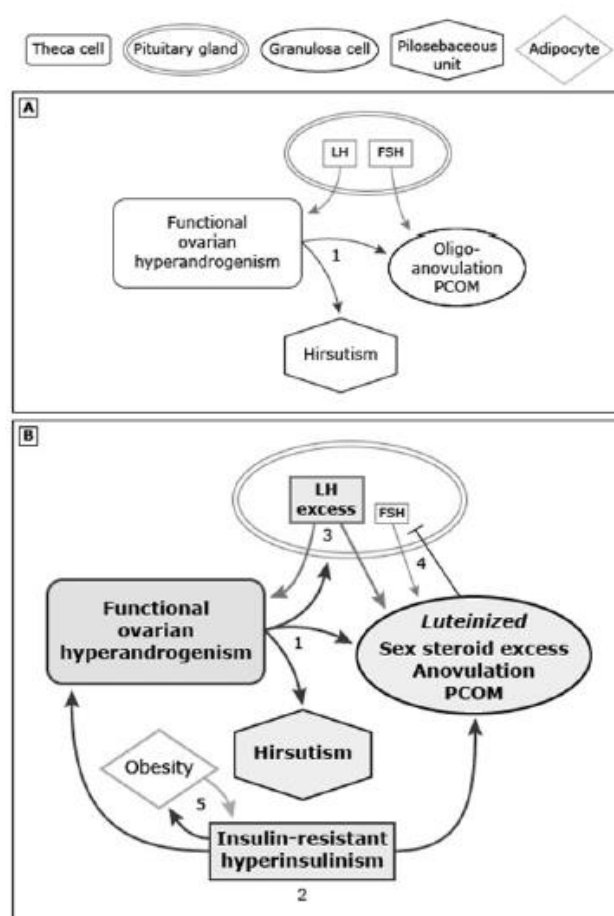 Theca cell
Pituitary gland
Granulosa cell
Pilosebaceous
unit
Adipocyte
A
LH
FSH
Functional
ovarian
hyperandrogenism
1
Oligo-
anovulation
PCOM
Hirsutism
B
LH
excess
FSH
3
4
Functional
ovarian
hyperandrogenism
1
Luteinized
Sex steroid excess
Anovulation
PCOM
Hirsutism
Obesity
5
Insulin-resistant
hyperinsulinism
2